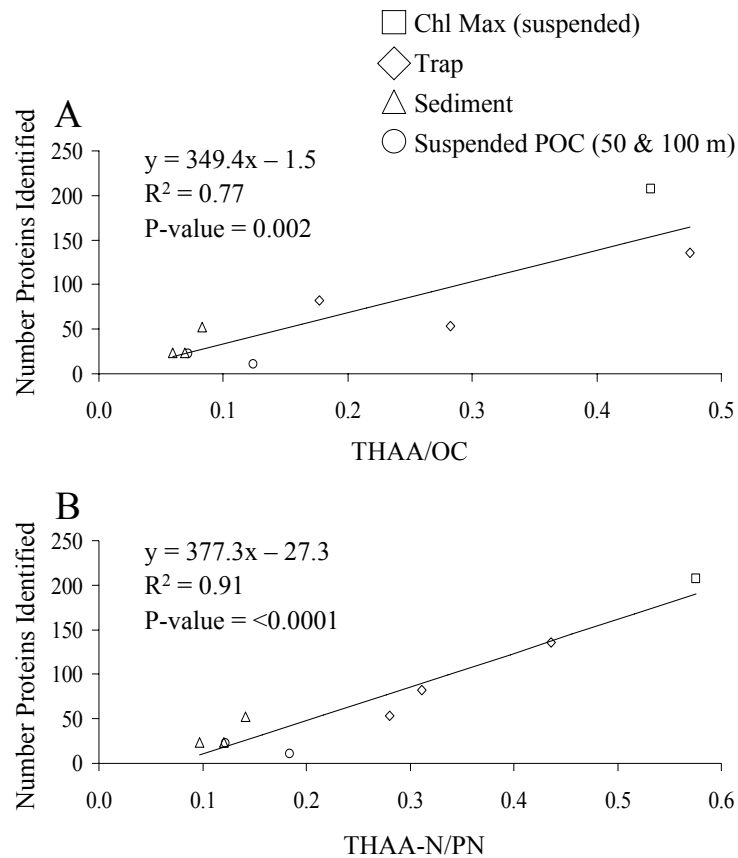 Chl Max (suspended)
Trap
Sediment
Suspended POC (50 & 100 m)
A
y = 349.4x – 1.5
R² = 0.77
P-value = 0.002
Number Proteins Identified
250
200
150
100
50
0
0.0 0.1 0.2 0.3 0.4 0.5
THAA/OC
B
y = 377.3x – 27.3
R² = 0.91
P-value = <0.0001
Number Proteins Identified
250
200
150
100
50
0
0.0 0.1 0.2 0.3 0.4 0.5 0.6
THAA-N/PN